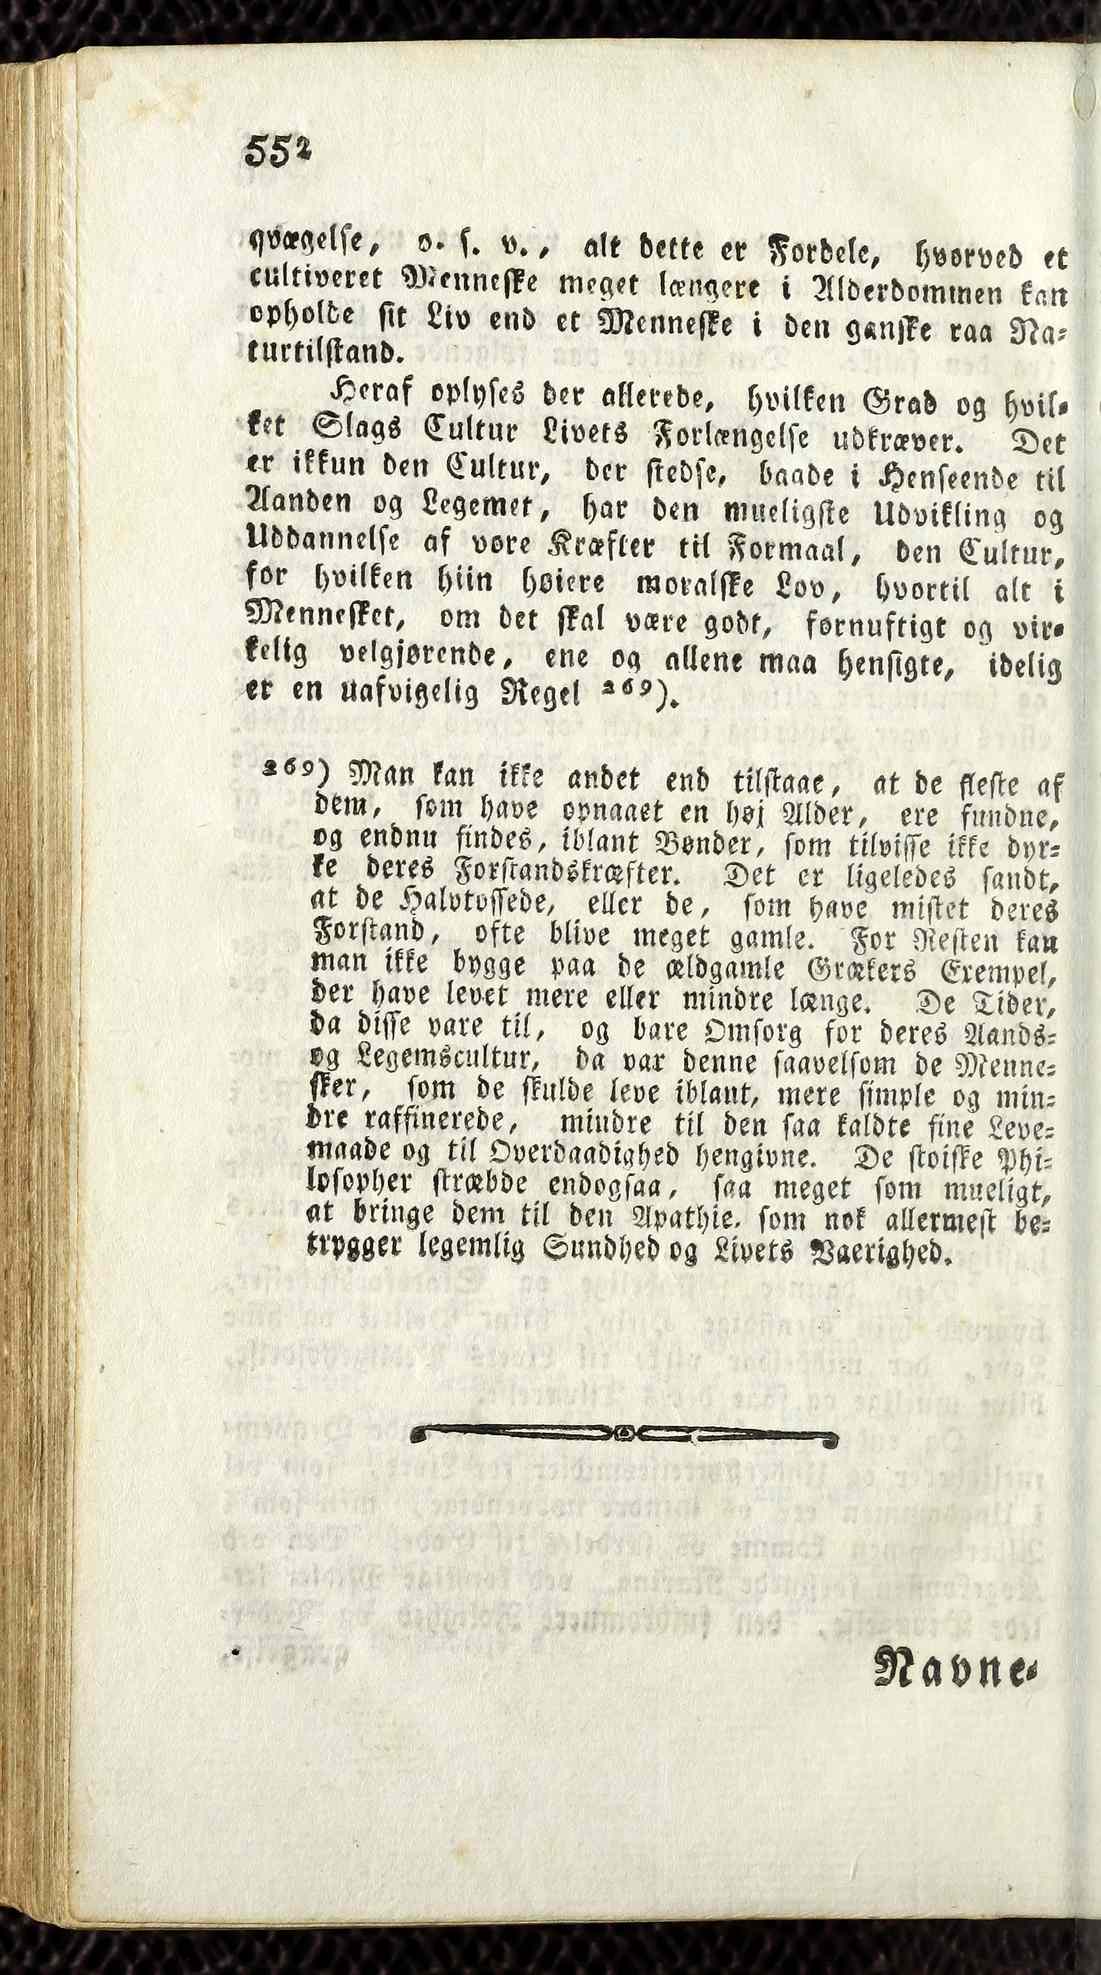 552
qvægelse, o. s. v., alt dette er Fordele, hvorved et
cultiveret Menneske meget længere i Alderdommen kan
opholde sit Liv end et Menneske i den ganske raa Na-
turtilstand.
Heraf oplyses der allerede, hvilken Grad og hvil-
ket Slags Cultur Livets Forlængelse udkræver. Det
er ikkun den Cultur, der stedse, baade i Henseende til
Aanden og Legemet, har den mueligste Udvikling og
Uddannelse af vore Kræfter til Formaal, den Cultur,
for hvilken hiin høiere moralske Lov, hvortil alt i
Mennesket, om det skal være godt, fornuftigt og vir-
kelig velgjørende, ene og allene maa hensigte, idelig
er en uafvigelig Regel 269).
269) Man kan ikke andet end tilstaae, at de fleste af
dem, som have opnaaet en høj Alder, ere fundne,
og endnu findes, iblant Bønder, som tilvisse ikke dyr-
ke deres Forstandskræfter. Det er ligeledes sandt,
at de Halvtossede, eller de, som have mistet deres
Forstand, ofte blive meget gamle. For Resten kan
man ikke bygge paa de ældgamle Grækers Exempel,
der have levet mere eller mindre længe. De Tider,
da disse vare til, og bare Omsorg for deres Aands-
og Legemscultur, da var denne saavelsom de Menne-
sker, som de skulde leve iblant, mere simple og min-
dre raffinerede, mindre til den saa kaldte fine Leve-
maade og til Overdaadighed hengivne. De stoiske Phi-
losopher stræbde endogsaa, saa meget som mueligt,
at bringe dem til den Apathie, som nok allermest be-
trygger legemlig Sundhed og Livets Vaerighed.
Navne-